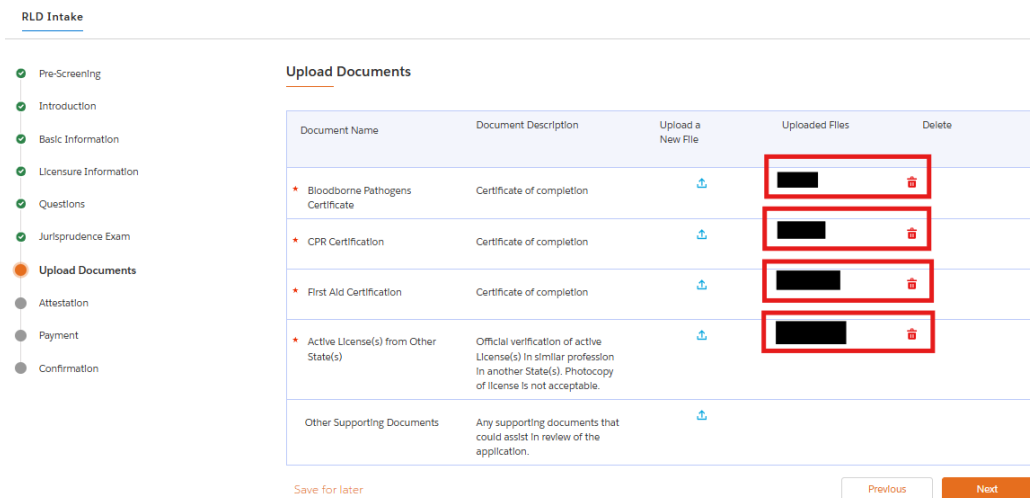 RLD Intake
Pre-Screening
Introduction
Basic Information
Licensure Information
Questions
Jurisprudence Exam
Upload Documents
Attestation
Payment
Confirmation
Upload Documents
Document Name
Document Description
Upload a
New File
Uploaded Files
Delete
* Bloodborne Pathogens
Certificate
Certificate of completion
* CPR Certification
Certificate of completion
* First Aid Certification
Certificate of completion
* Active License(s) from Other
State(s)
Official verification of active
License(s) in similar profession
in another State(s). Photocopy
of license is not acceptable.
Other Supporting Documents
Any supporting documents that
could assist in review of the
application.
Save for later
Previous
Next